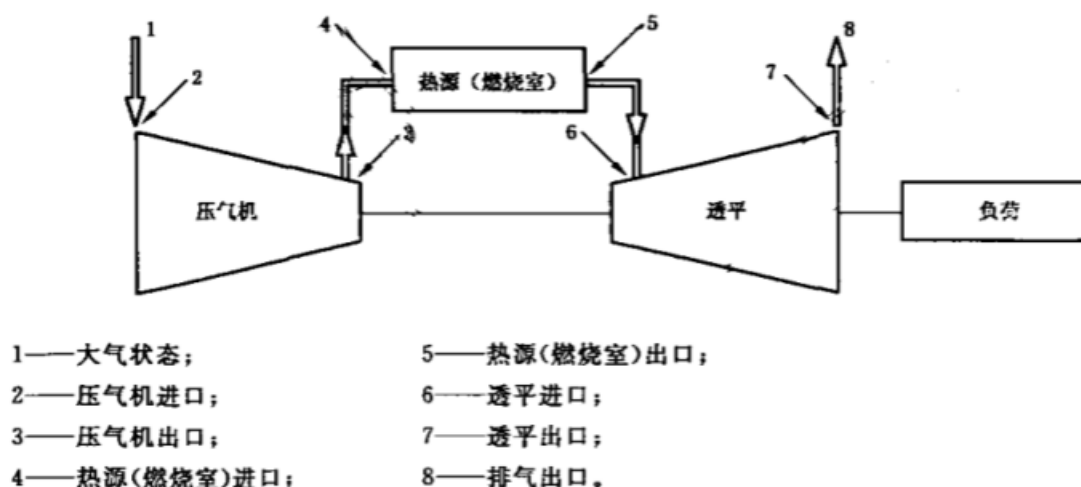 1
2
3
4
5
6
7
8
热源（燃烧室）
压气机
透平
负荷
1——大气状态；
2——压气机进口；
3——压气机出口；
4——热源(燃烧室)进口；
5——热源(燃烧室)出口；
6——透平进口；
7——透平出口；
8——排气出口。